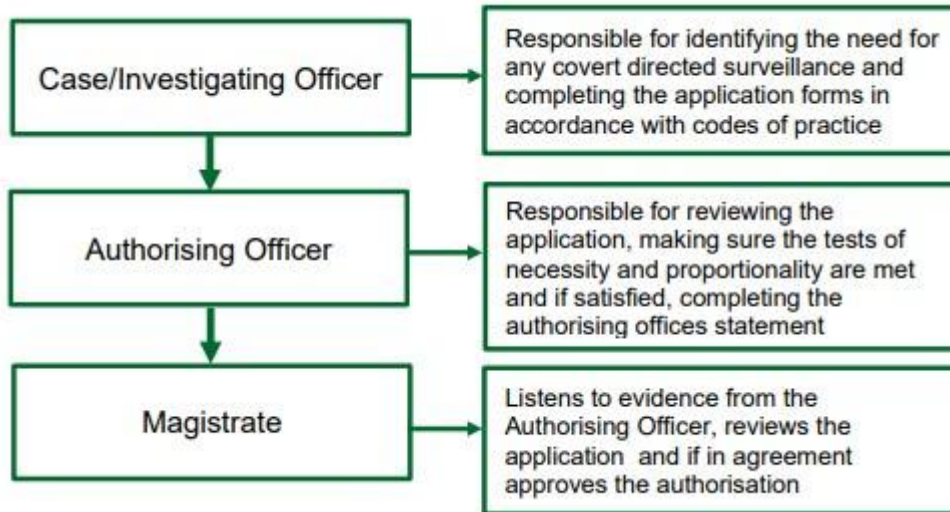 Case/Investigating Officer
Responsible for identifying the need for
any covert directed surveillance and
completing the application forms in
accordance with codes of practice
Authorising Officer
Responsible for reviewing the
application, making sure the tests of
necessity and proportionality are met
and if satisfied, completing the
authorising offices statement
Magistrate
Listens to evidence from the
Authorising Officer, reviews the
application and if in agreement
approves the authorisation